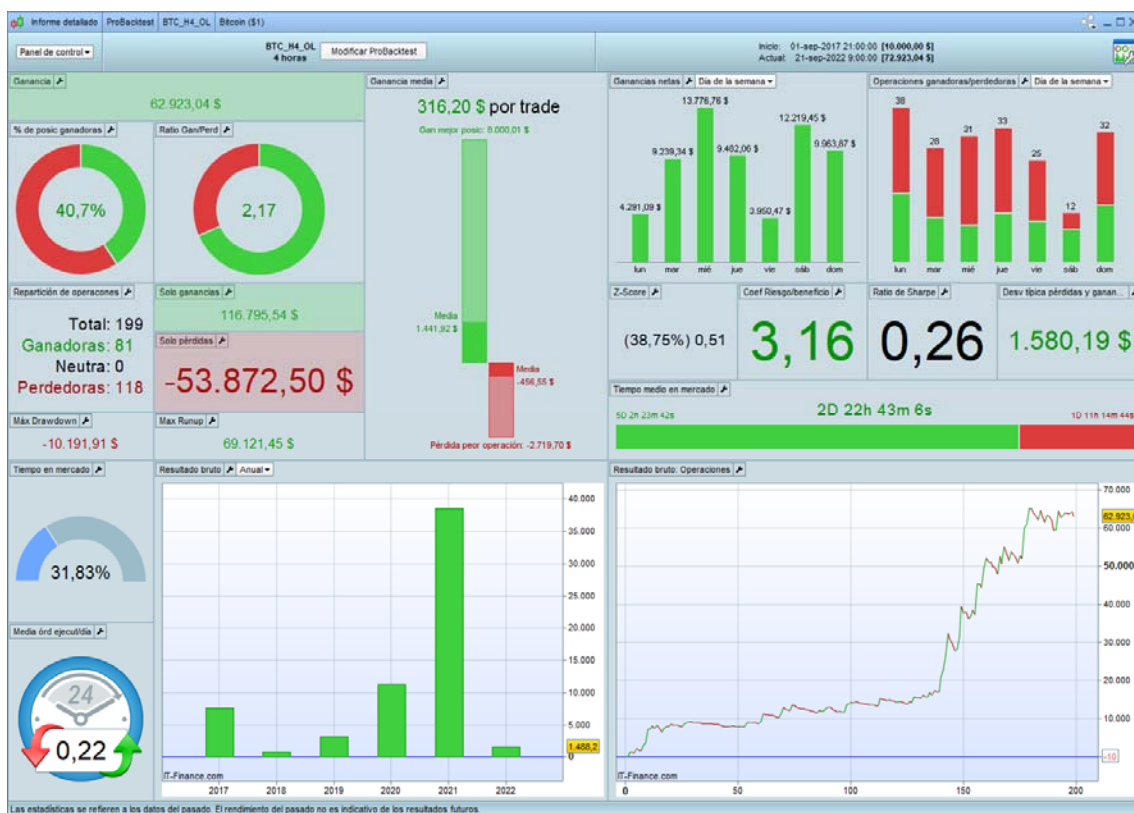 Informe detallado ProBacktest BTC_H4_OL Bitcoin ($1)
Panel de control
BTC_H4_OL
4 horas
Modificar ProBacktest
Inicio: 01-sep-2017 21:00:00 [10.000,00 $]
Actual: 21-sep-2022 9:00:00 [72.923,04 $]
Ganancia
62.923,04 $
% de posic ganadoras
40,7%
Ratio Gan/Perd
2,17
Ganancia media
316,20 $ por trade
Gan mejor posic: 8.000,01 $
Media
1.441,92 $
Media
-456,55 $
Pérdida peor operación: -2.719,70 $
Ganancias netas Día de la semana
4.291,09 $
9.239,34 $
13.776,76 $
9.482,06 $
3.950,47 $
12.219,45 $
9.963,87 $
lun mar mié jue vie sáb dom
Operaciones ganadoras/perdedoras Día de la semana
38
28
31
33
25
12
32
lun mar mié jue vie sáb dom
Repartición de operacones
Total: 199
Ganadoras: 81
Neutra: 0
Perdedoras: 118
Solo ganancias
116.795,54 $
Solo pérdidas
-53.872,50 $
Máx Drawdown
-10.191,91 $
Max Runup
69.121,45 $
Z-Score
(38,75%) 0,51
Coef Riesgo/beneficio
3,16
Ratio de Sharpe
0,26
Desv típica pérdidas y ganan...
1.580,19 $
Tiempo medio en mercado
5D 2h 23m 42s
2D 22h 43m 6s
1D 11h 14m 44s
Tiempo en mercado
31,83%
Media órd ejecut/día
24
0,22
Resultado bruto Anual
40.000
35.000
30.000
25.000
20.000
15.000
10.000
5.000
1.488,2
0
IT-Finance.com
2017 2018 2019 2020 2021 2022
Resultado bruto: Operaciones
70.000
62.923,
50.000
40.000
30.000
20.000
10.000
-10
IT-Finance.com
0 50 100 150 200
Las estadísticas se refieren a los datos del pasado. El rendimiento del pasado no es indicativo de los resultados futuros.